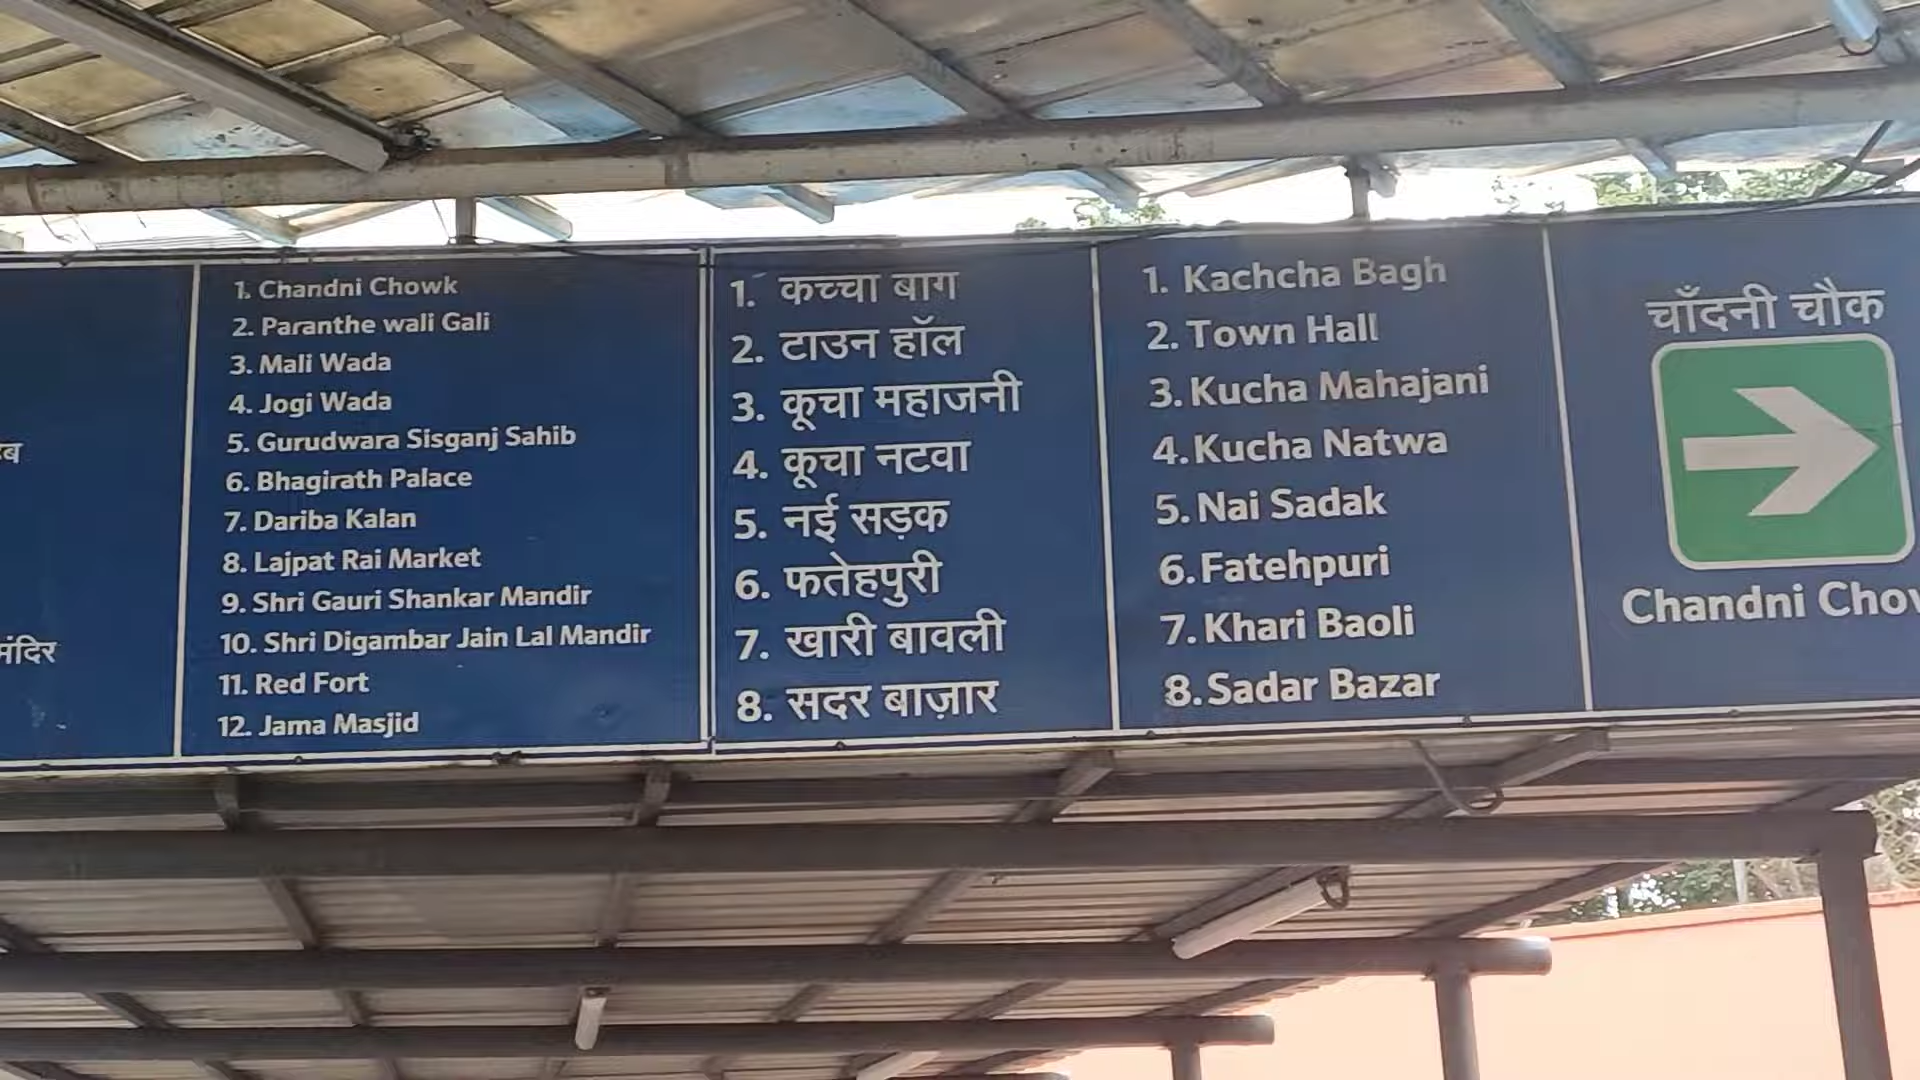 मंदिर
1. Chandni Chowk
2. Paranthe wali Gali
3. Mali Wada
4. Jogi Wada
5. Gurudwara Sisganj Sahib
6. Bhagirath Palace
7. Dariba Kalan
8. Lajpat Rai Market
9. Shri Gauri Shankar Mandir
10. Shri Digambar Jain Lal Mandir
11. Red Fort
12. Jama Masjid
1. कच्चा बाग
2. टाउन हॉल
3. कूचा महाजनी
4. कूचा नटवा
5. नई सड़क
6. फतेहपुरी
7. खारी बावली
8. सदर बाज़ार
1. Kachcha Bagh
2. Town Hall
3. Kucha Mahajani
4. Kucha Natwa
5. Nai Sadak
6. Fatehpuri
7. Khari Baoli
8. Sadar Bazar
चाँदनी चौक
Chandni